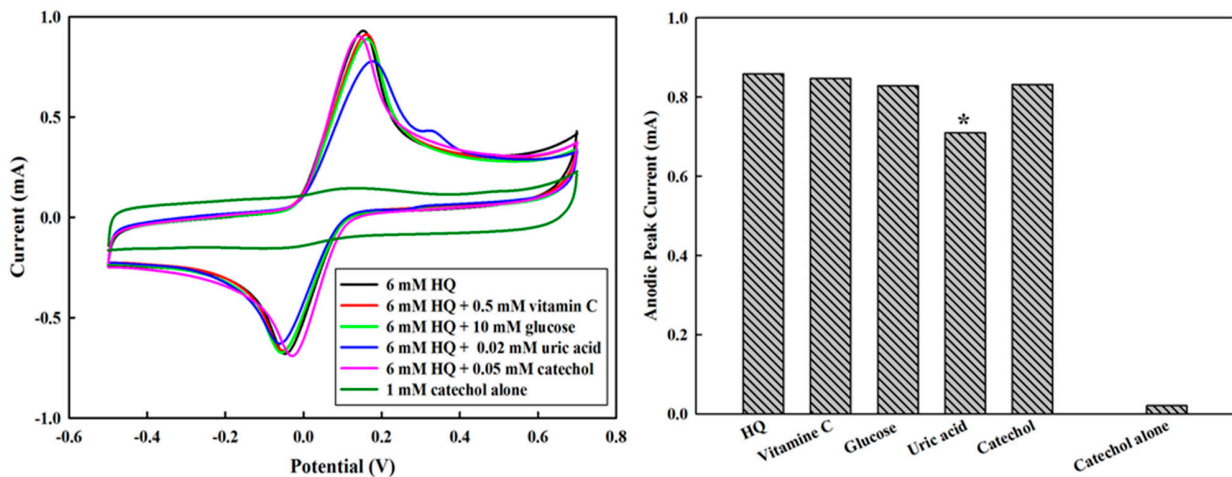 1.0
0.5
0.0
-0.5
-1.0
Current (mA)
6 mM HQ
6 mM HQ + 0.5 mM vitamin C
6 mM HQ + 10 mM glucose
6 mM HQ +  0.02 mM uric acid
6 mM HQ + 0.05 mM catechol
1 mM catechol alone
-0.6 -0.4 -0.2 0.0 0.2 0.4 0.6 0.8
Potential (V)
1.0
0.8
0.6
0.4
0.2
0.0
Anodic Peak Current (mA)
*
HQ
Vitamine C
Glucose
Uric acid
Catechol
Catechol alone